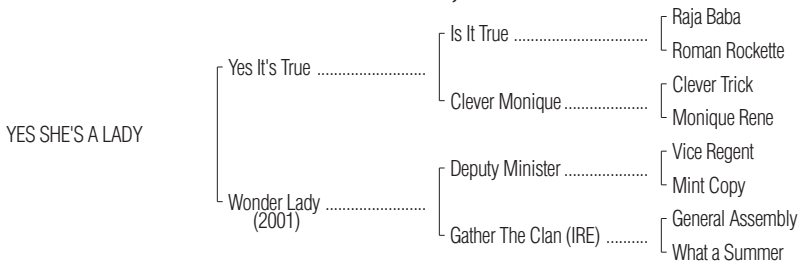 Raja Baba
Is It True ..................................
Roman Rockette
Yes It's True ...........................
Clever Trick
Clever Monique .....................
Monique Rene
YES SHE'S A LADY
Vice Regent
Deputy Minister .....................
Mint Copy
Wonder Lady .........................
(2001)
General Assembly
Gather The Clan (IRE) ..........
What a Summer